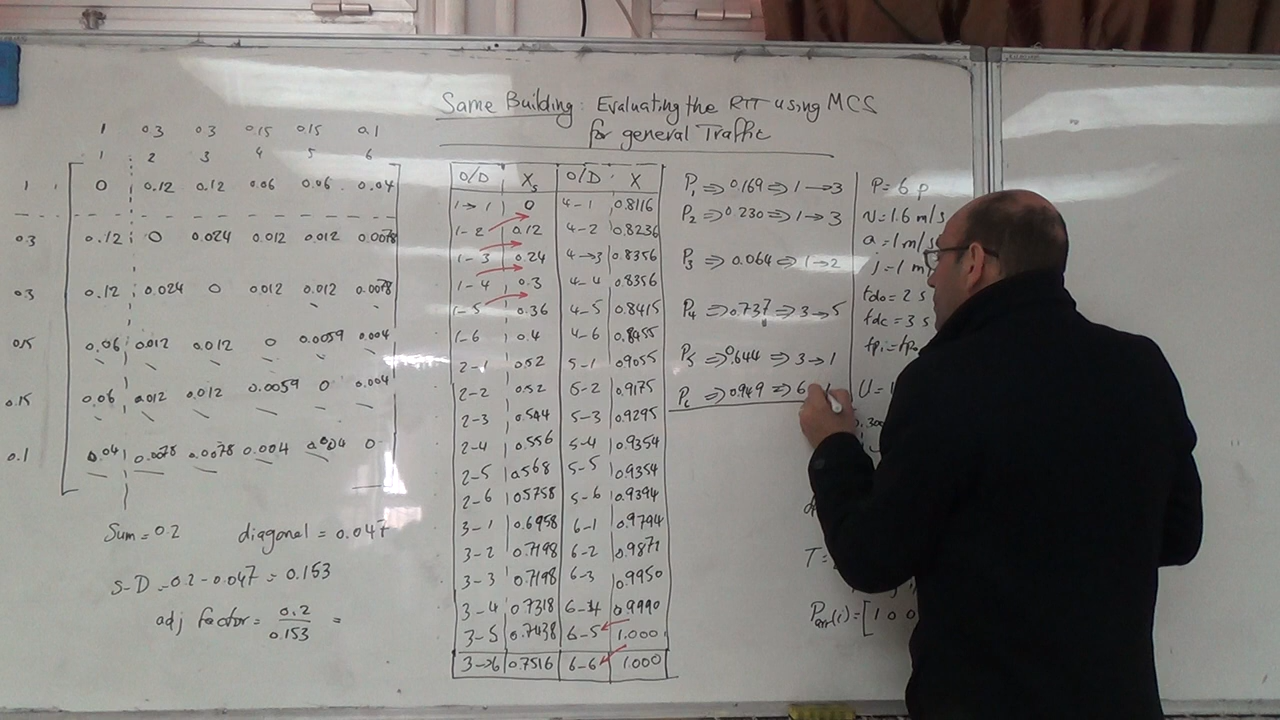 Same Building: Evaluating the RTT using MCS
for general Traffic
1 0.3 0.3 0.15 0.15 0.1
1 2 3 4 5 6
1 0 0.12 0.12 0.06 0.06 0.04
0.3 0.12 0 0.024 0.012 0.012 0.0078
0.3 0.12 0.024 0 0.012 0.012 0.0078
0.15 0.06 0.012 0.012 0 0.0059 0.004
0.15 0.06 0.012 0.012 0.0059 0 0.004
0.1 0.04 0.0078 0.0078 0.004 0.004 0
Sum = 0.2 diagonel = 0.047
S-D = 0.2 - 0.047 = 0.153
adj factor = 0.2 / 0.153 =
O/D Xs O/D X
1→1 0 4-1 0.8116
1-2 0.12 4-2 0.8236
1-3 0.24 4→3 0.8356
1-4 0.3 4-4 0.8356
1-5 0.36 4-5 0.8415
1-6 0.4 4-6 0.8455
2-1 0.52 5-1 0.9055
2-2 0.52 5-2 0.9175
2-3 0.544 5-3 0.9295
2-4 0.556 5-4 0.9354
2-5 0.568 5-5 0.9354
2-6 0.5758 5-6 0.9394
3-1 0.6958 6-1 0.9794
3-2 0.7198 6-2 0.9871
3-3 0.7198 6-3 0.9950
3-4 0.7318 6-4 0.9990
3-5 0.7438 6-5 1.000
3→6 0.7516 6-6 1.000
P1 ⇒ 0.169 ⇒ 1→3
P2 ⇒ 0.230 ⇒ 1→3
P3 ⇒ 0.064 ⇒ 1→2
P4 ⇒ 0.737 ⇒ 3→5
P5 ⇒ 0.644 ⇒ 3→1
⇒ 0.949 ⇒ 6
P = 6 p
v = 1.6 m/s
a = 1 m/s
j = 1 m
tdo = 2 s
tdc = 3 s
U =
T =
Parr(i) = [1 0 0